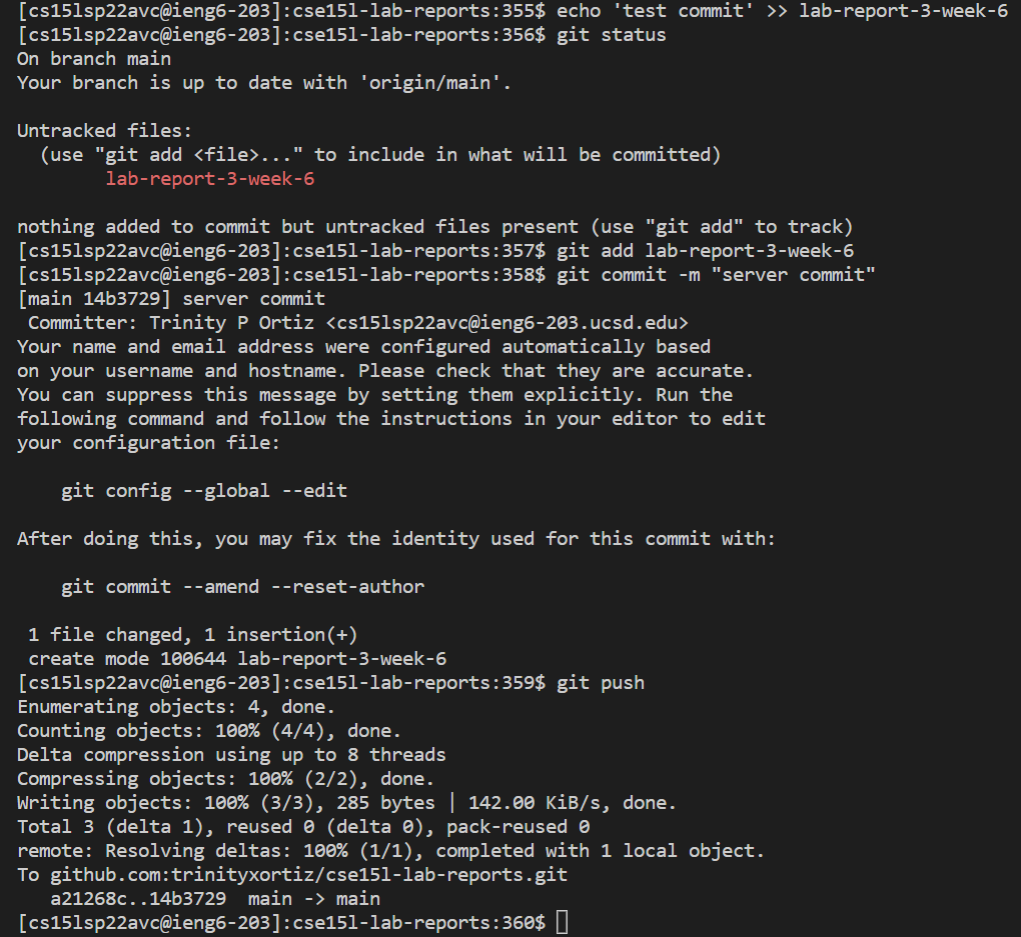 [cs15lsp22avc@ieng6-203]:cse15l-lab-reports:355$ echo 'test commit' >> lab-report-3-week-6
[cs15lsp22avc@ieng6-203]:cse15l-lab-reports:356$ git status
On branch main
Your branch is up to date with 'origin/main'.

Untracked files:
  (use "git add <file>..." to include in what will be committed)
        lab-report-3-week-6

nothing added to commit but untracked files present (use "git add" to track)
[cs15lsp22avc@ieng6-203]:cse15l-lab-reports:357$ git add lab-report-3-week-6
[cs15lsp22avc@ieng6-203]:cse15l-lab-reports:358$ git commit -m "server commit"
[main 14b3729] server commit
 Committer: Trinity P Ortiz <cs15lsp22avc@ieng6-203.ucsd.edu>
Your name and email address were configured automatically based
on your username and hostname. Please check that they are accurate.
You can suppress this message by setting them explicitly. Run the
following command and follow the instructions in your editor to edit
your configuration file:

    git config --global --edit

After doing this, you may fix the identity used for this commit with:

    git commit --amend --reset-author

 1 file changed, 1 insertion(+)
 create mode 100644 lab-report-3-week-6
[cs15lsp22avc@ieng6-203]:cse15l-lab-reports:359$ git push
Enumerating objects: 4, done.
Counting objects: 100% (4/4), done.
Delta compression using up to 8 threads
Compressing objects: 100% (2/2), done.
Writing objects: 100% (3/3), 285 bytes | 142.00 KiB/s, done.
Total 3 (delta 1), reused 0 (delta 0), pack-reused 0
remote: Resolving deltas: 100% (1/1), completed with 1 local object.
To github.com:trinityxortiz/cse15l-lab-reports.git
   a21268c..14b3729  main -> main
[cs15lsp22avc@ieng6-203]:cse15l-lab-reports:360$